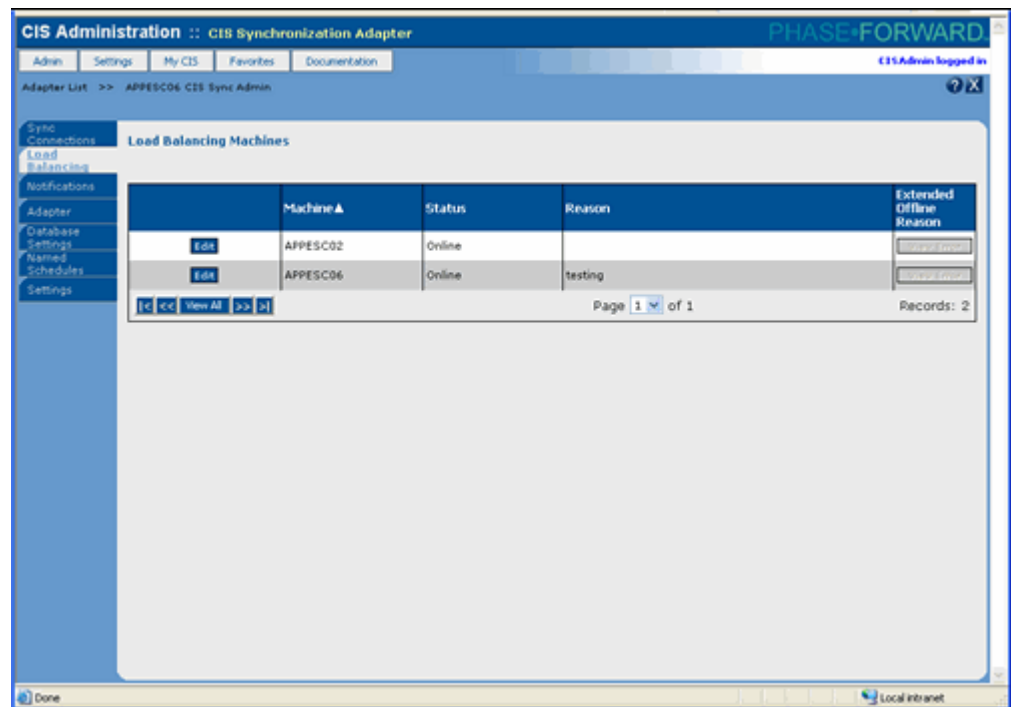 CIS Administration :: CIS Synchronization Adapter
PHASE FORWARD
Admin Settings My CIS Favorites Documentation
CISAdmin logged in
Adapter List >> APPESC06 CIS Sync Admin
? X
Sync Connections
Load Balancing
Notifications
Adapter
Database Settings
Named Schedules
Settings
Load Balancing Machines
Machine▲ Status Reason Extended Offline Reason
Edit APPESC02 Online
Edit APPESC06 Online testing
|< << View All >> >| Page 1 of 1 Records: 2
Done
Local intranet